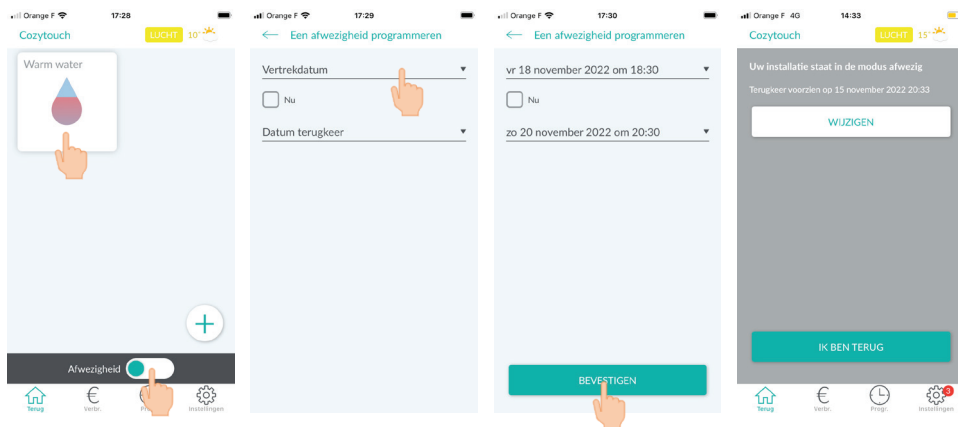 Orange F 17:28
Cozytouch LUCHT 10°
Warm water
Afwezigheid
Terug Verbr. Instellingen
Orange F 17:29
Een afwezigheid programmeren
Vertrekdatum
Nu
Datum terugkeer
Orange F 17:30
Een afwezigheid programmeren
vr 18 november 2022 om 18:30
Nu
zo 20 november 2022 om 20:30
BEVESTIGEN
Orange F 4G 14:33
Cozytouch LUCHT 15°
Uw installatie staat in de modus afwezig
Terugkeer voorzien op 15 november 2022 20:33
WIJZIGEN
IK BEN TERUG
3
Terug Verbr. Progr. Instellingen